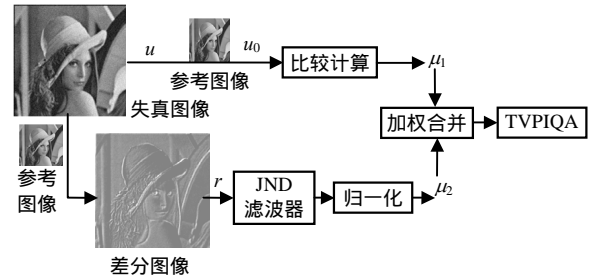 u
u₀
参考图像
失真图像
比较计算
μ₁
加权合并
TVPIQA
参考
图像
r
JND
滤波器
归一化
μ₂
差分图像